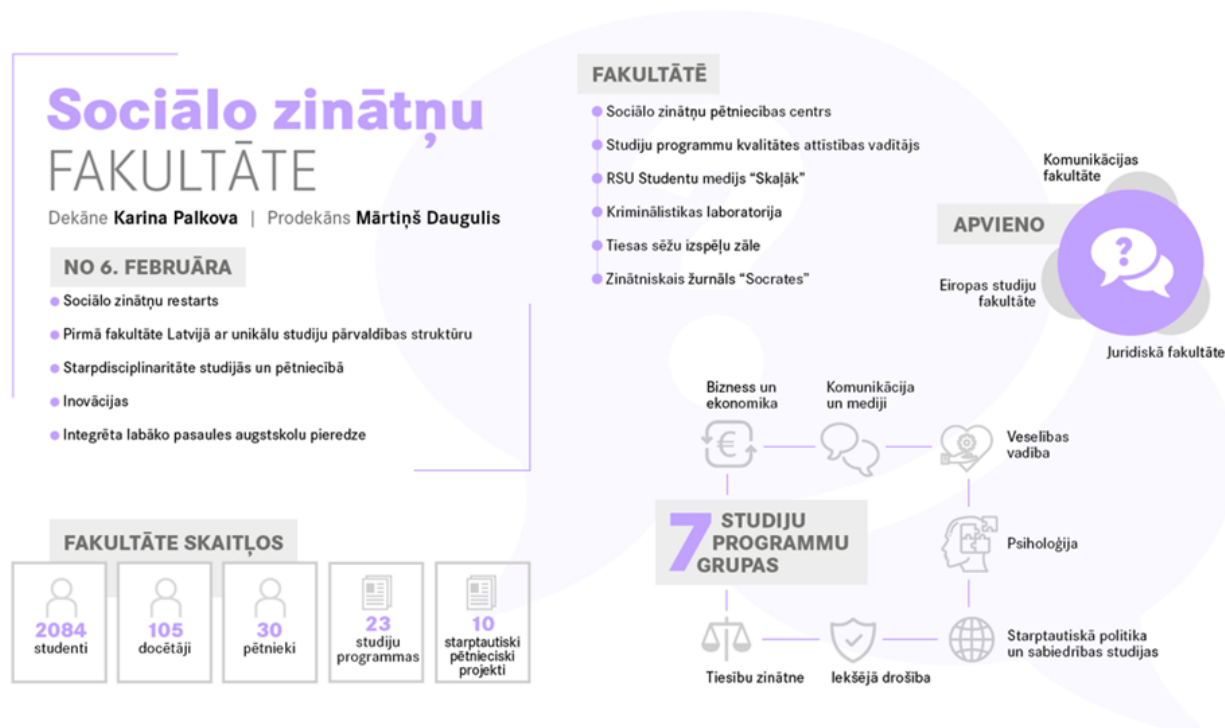 Sociālo zinātņu
FAKULTĀTE
Dekāne Karina Palkova | Prodekāns Mārtiņš Daugulis
NO 6. FEBRUĀRA
Sociālo zinātņu restarts
Pirmā fakultāte Latvijā ar unikālu studiju pārvaldības struktūru
Starpdisciplinaritāte studijās un pētniecībā
Inovācijas
Integrēta labāko pasaules augstskolu pieredze
FAKULTĀTE SKAITĻOS
2084
studenti
105
docētāji
30
pētnieki
23
studiju
programmas
10
starptautiski
pētnieciski
projekti
FAKULTĀTĒ
Sociālo zinātņu pētniecības centrs
Studiju programmu kvalitātes attīstības vadītājs
RSU Studentu medijs “Skaļāk”
Kriminālistikas laboratorija
Tiesas sēžu izspēļu zāle
Zinātniskais žurnāls “Socrates”
APVIENO
Komunikācijas
fakultāte
Eiropas studiju
fakultāte
Juridiskā fakultāte
7 STUDIJU
PROGRAMMU
GRUPAS
Bizness un
ekonomika
Komunikācija
un mediji
Veselības
vadība
Psiholoģija
Starptautiskā politika
un sabiedrības studijas
Iekšējā drošība
Tiesību zinātne